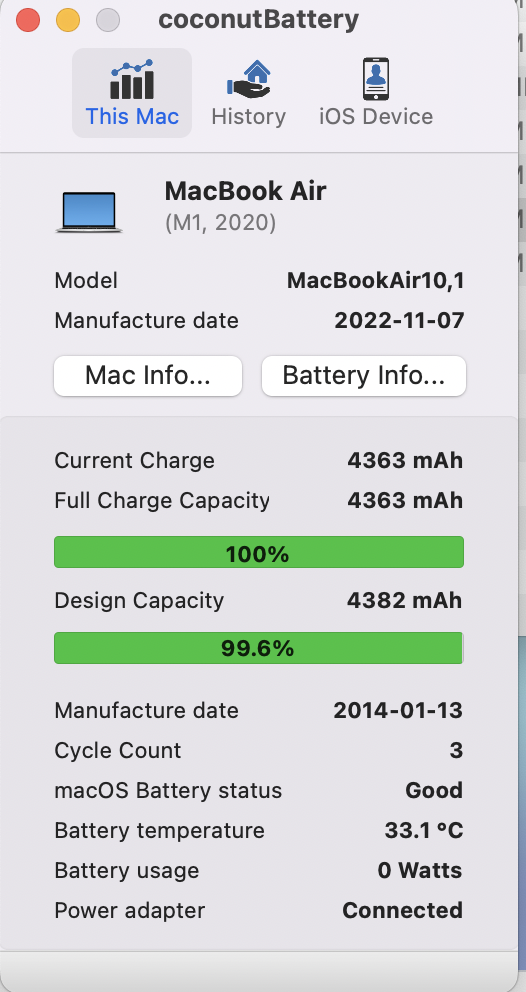 coconutBattery
This Mac History iOS Device
MacBook Air
(M1, 2020)
Model MacBookAir10,1
Manufacture date 2022-11-07
Mac Info... Battery Info...
Current Charge 4363 mAh
Full Charge Capacity 4363 mAh
100%
Design Capacity 4382 mAh
99.6%
Manufacture date 2014-01-13
Cycle Count 3
macOS Battery status Good
Battery temperature 33.1 ºC
Battery usage 0 Watts
Power adapter Connected